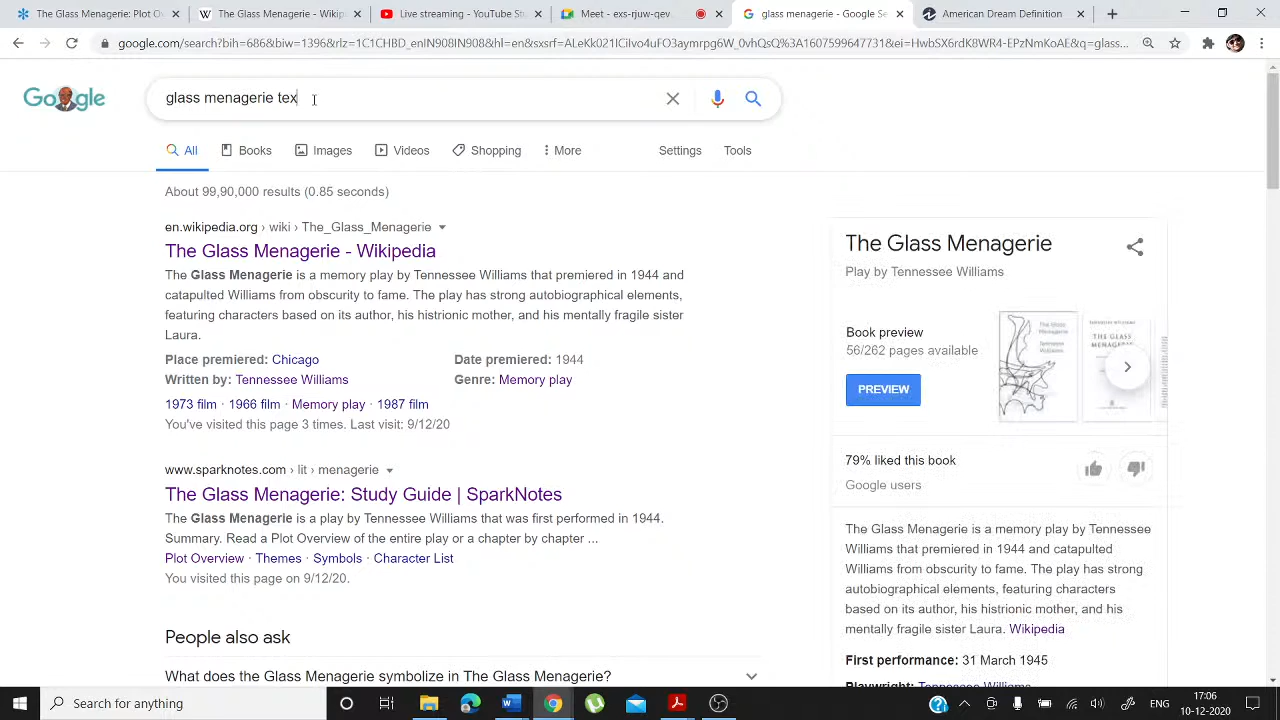 The Glass Menagerie Plot Ov
The Glass Menagerie - Wikip
Live streaming - YouTube St
Meet - exs-rjuw-qev
glass menagerie - Google Se
American Dream Definition
google.com/search?bih=686&biw=1396&rlz=1C1CHBD_enIN908IN908&hl=en&sxsrf=ALeKk021ICilvo4uFO3aymrpg6W_0vhQsQ%3A1607599647731&ei=HwbSX6rdK8WR4-EPzNmKoAE&q=glass...
Google
glass menagerie tex
All
Books
Images
Videos
Shopping
More
Settings
Tools
About 99,90,000 results (0.85 seconds)
en.wikipedia.org › wiki › The_Glass_Menagerie
The Glass Menagerie - Wikipedia
The Glass Menagerie is a memory play by Tennessee Williams that premiered in 1944 and
catapulted Williams from obscurity to fame. The play has strong autobiographical elements,
featuring characters based on its author, his histrionic mother, and his mentally fragile sister
Laura.
Place premiered: Chicago
Date premiered: 1944
Written by: Tennessee Williams
Genre: Memory play
1973 film · 1966 film · Memory play · 1987 film
You've visited this page 3 times. Last visit: 9/12/20
www.sparknotes.com › lit › menagerie
The Glass Menagerie: Study Guide | SparkNotes
The Glass Menagerie is a play by Tennessee Williams that was first performed in 1944.
Summary. Read a Plot Overview of the entire play or a chapter by chapter ...
Plot Overview · Themes · Symbols · Character List
You visited this page on 9/12/20.
People also ask
What does the Glass Menagerie symbolize in The Glass Menagerie?
The Glass Menagerie
Play by Tennessee Williams
Book preview
56/262 pages available
PREVIEW
The Glass
Menagerie
Tennessee
Williams
TENNESSEE WILLIAMS
THE GLASS
79% liked this book
Google users
The Glass Menagerie is a memory play by Tennessee
Williams that premiered in 1944 and catapulted
Williams from obscurity to fame. The play has strong
autobiographical elements, featuring characters
based on its author, his histrionic mother, and his
mentally fragile sister Laura. Wikipedia
First performance: 31 March 1945
Playwright: Tennessee Williams
Search for anything
ENG
17:06
10-12-2020